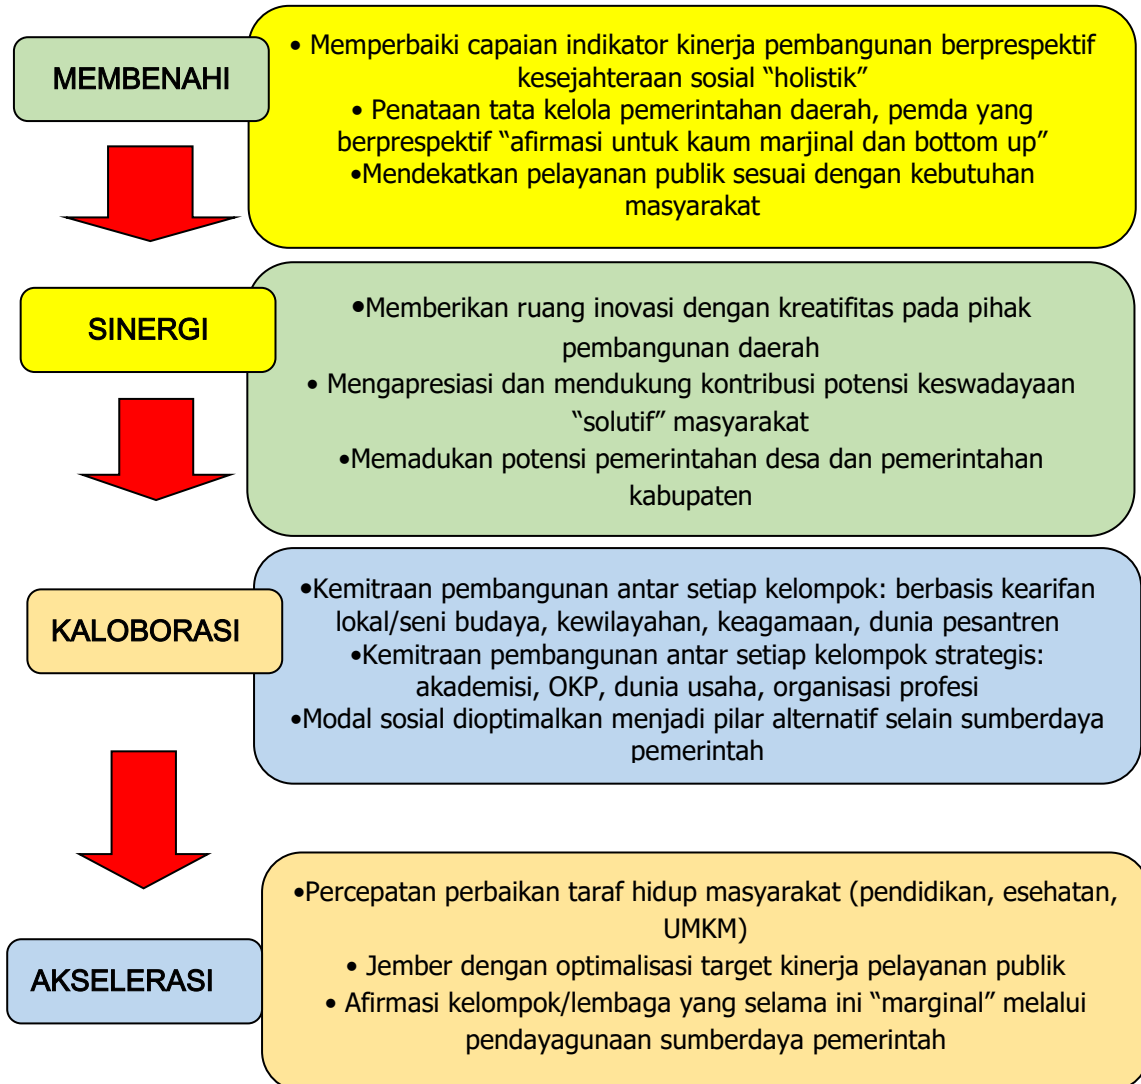 MEMBENAHI
• Memperbaiki capaian indikator kinerja pembangunan berprespektif
kesejahteraan sosial “holistik”
• Penataan tata kelola pemerintahan daerah, pemda yang
berprespektif “afirmasi untuk kaum marjinal dan bottom up”
•Mendekatkan pelayanan publik sesuai dengan kebutuhan
masyarakat
SINERGI
•Memberikan ruang inovasi dengan kreatifitas pada pihak
pembangunan daerah
• Mengapresiasi dan mendukung kontribusi potensi keswadayaan
“solutif” masyarakat
•Memadukan potensi pemerintahan desa dan pemerintahan
kabupaten
KALOBORASI
•Kemitraan pembangunan antar setiap kelompok: berbasis kearifan
lokal/seni budaya, kewilayahan, keagamaan, dunia pesantren
•Kemitraan pembangunan antar setiap kelompok strategis:
akademisi, OKP, dunia usaha, organisasi profesi
•Modal sosial dioptimalkan menjadi pilar alternatif selain sumberdaya
pemerintah
AKSELERASI
•Percepatan perbaikan taraf hidup masyarakat (pendidikan, esehatan,
UMKM)
• Jember dengan optimalisasi target kinerja pelayanan publik
• Afirmasi kelompok/lembaga yang selama ini “marginal” melalui
pendayagunaan sumberdaya pemerintah